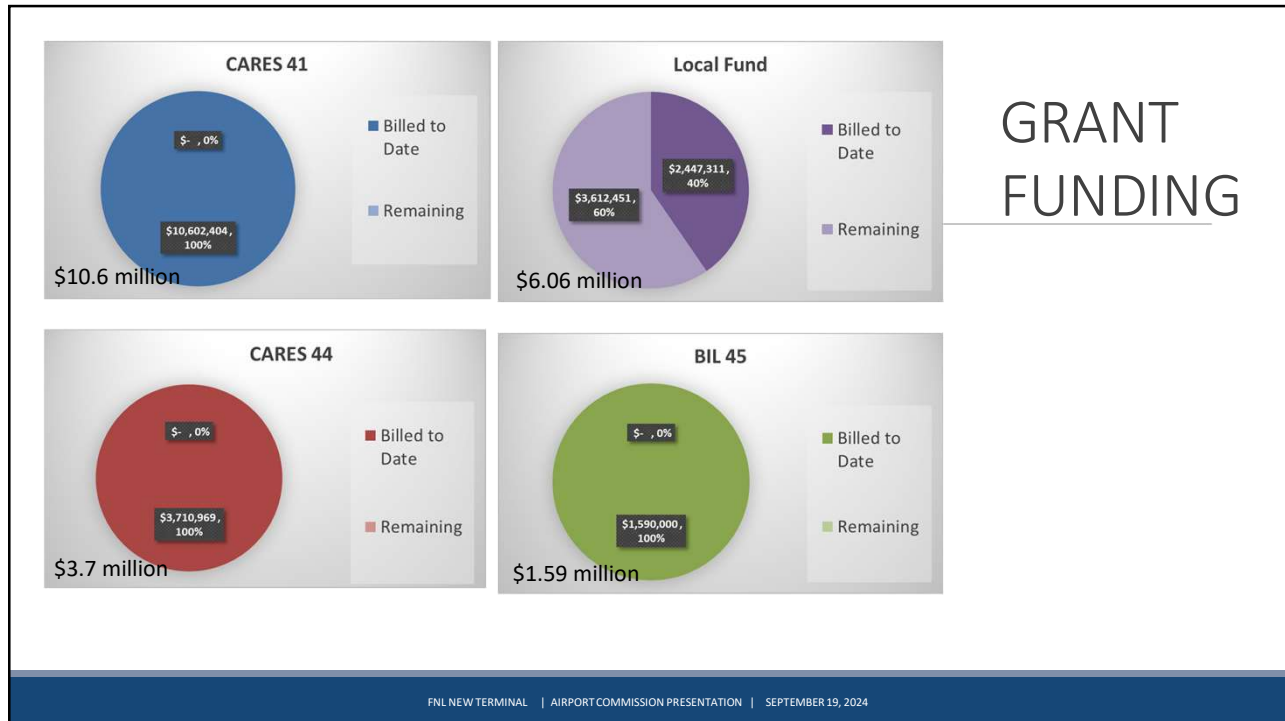 CARES 41
$- , 0%
$10,602,404 ,
100%
Billed to
Date
Remaining
$10.6 million
Local Fund
$2,447,311 ,
40%
$3,612,451 ,
60%
Billed to
Date
Remaining
$6.06 million
GRANT
FUNDING
CARES 44
$- , 0%
$3,710,969 ,
100%
Billed to
Date
Remaining
$3.7 million
BIL 45
$- , 0%
$1,590,000 ,
100%
Billed to
Date
Remaining
$1.59 million
FNL NEW TERMINAL | AIRPORT COMMISSION PRESENTATION | SEPTEMBER 19, 2024